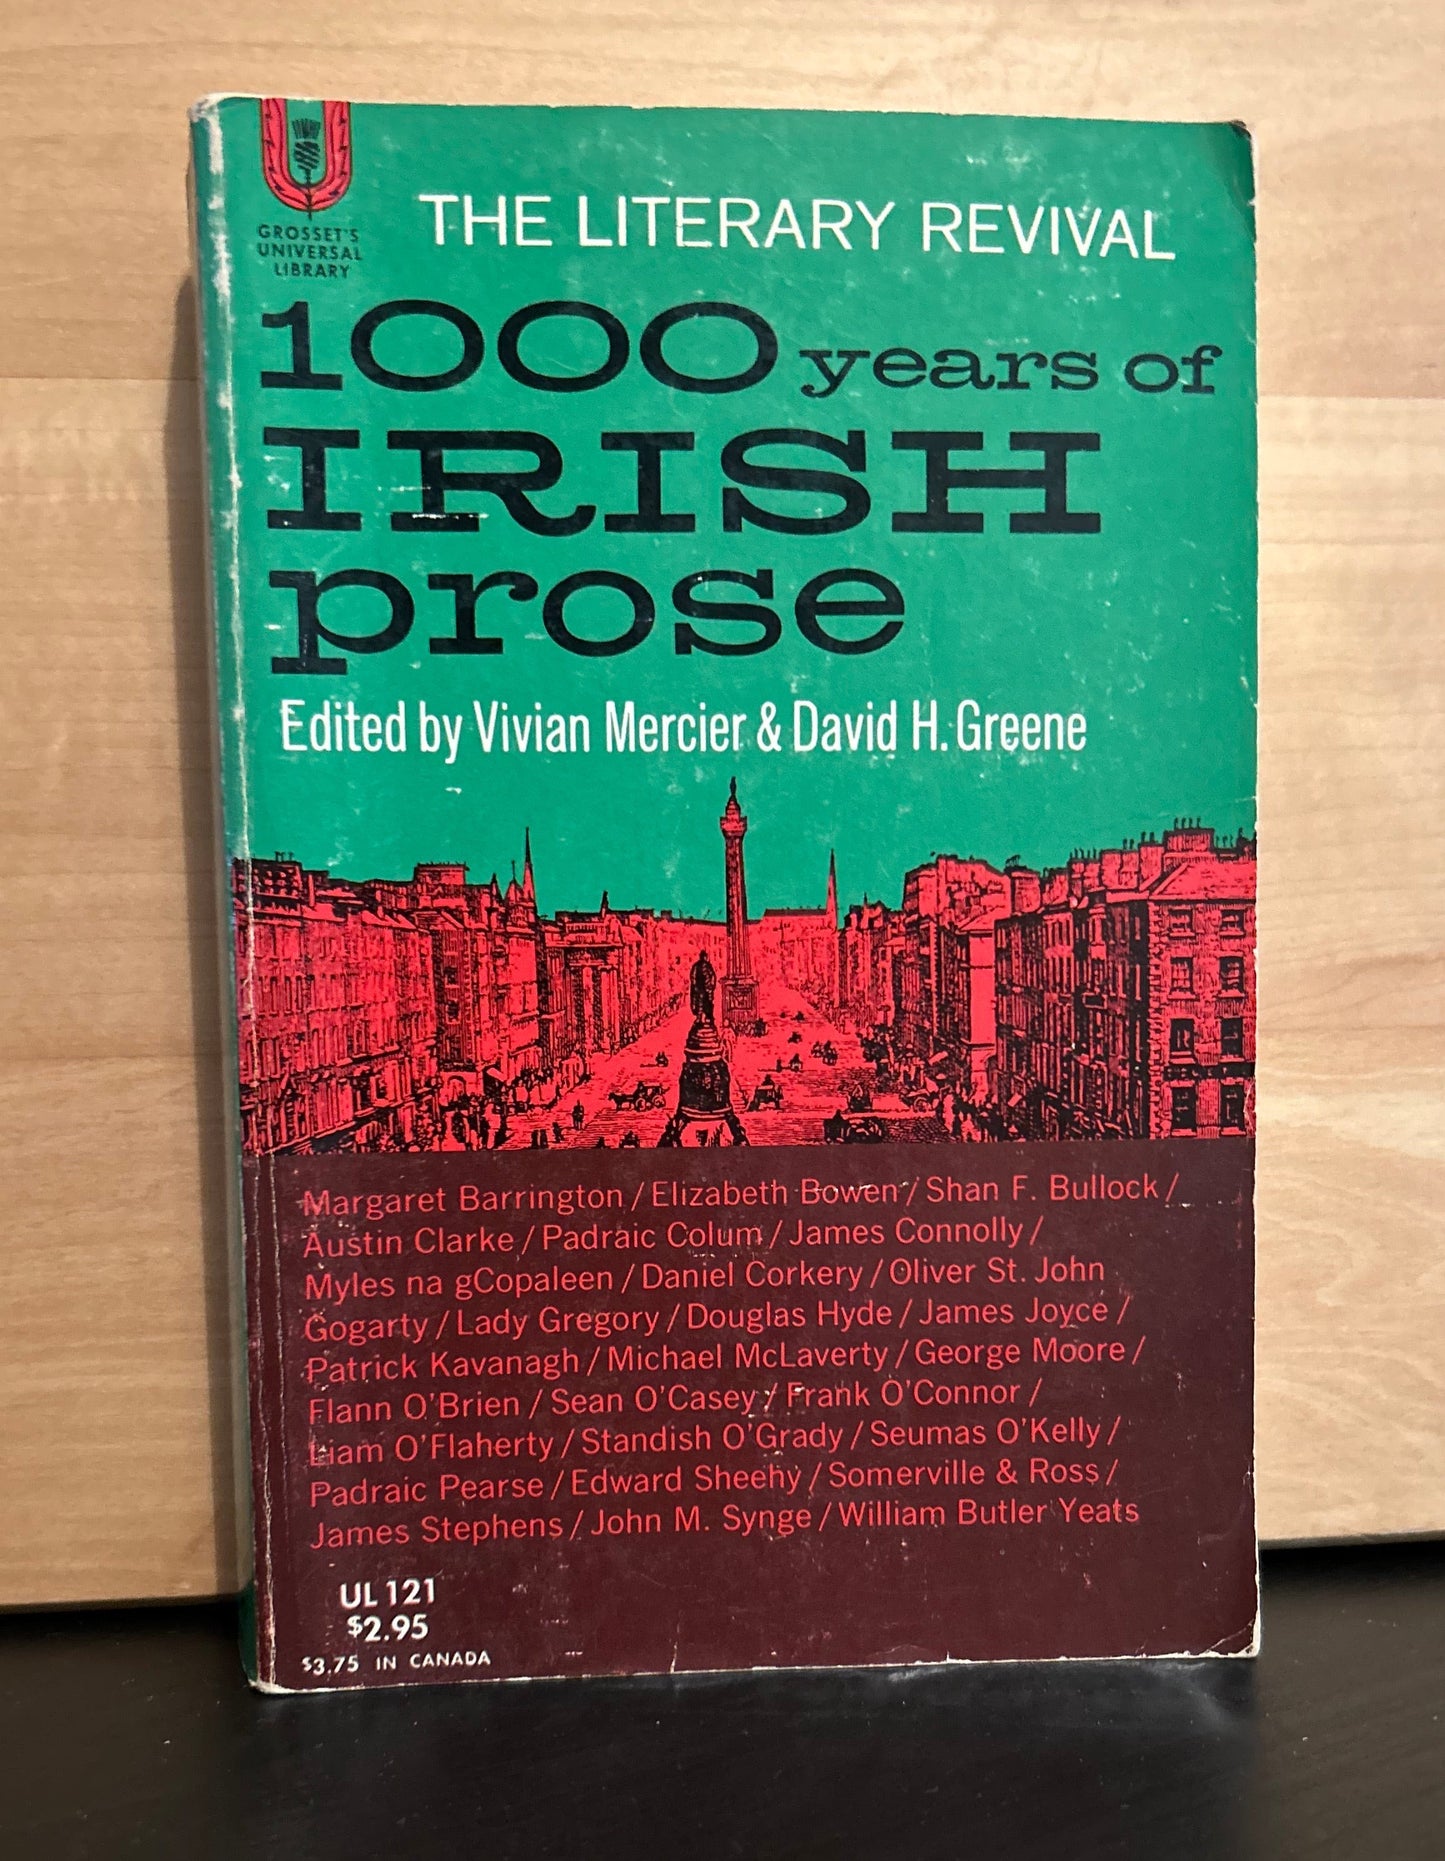 GROSSET'S
UNIVERSAL
LIBRARY
THE LITERARY REVIVAL
1000 years of
IRISH
prose
Edited by Vivian Mercier & David H. Greene
Margaret Barrington / Elizabeth Bowen / Shan F. Bullock /
Austin Clarke / Padraic Colum / James Connolly /
Myles na gCopaleen / Daniel Corkery / Oliver St. John
Gogarty / Lady Gregory / Douglas Hyde / James Joyce /
Patrick Kavanagh / Michael McLaverty / George Moore /
Flann O'Brien / Sean O'Casey / Frank O'Connor /
Liam O'Flaherty / Standish O'Grady / Seumas O'Kelly /
Padraic Pearse / Edward Sheehy / Somerville & Ross /
James Stephens / John M. Synge / William Butler Yeats
UL 121
$2.95
$3.75 IN CANADA